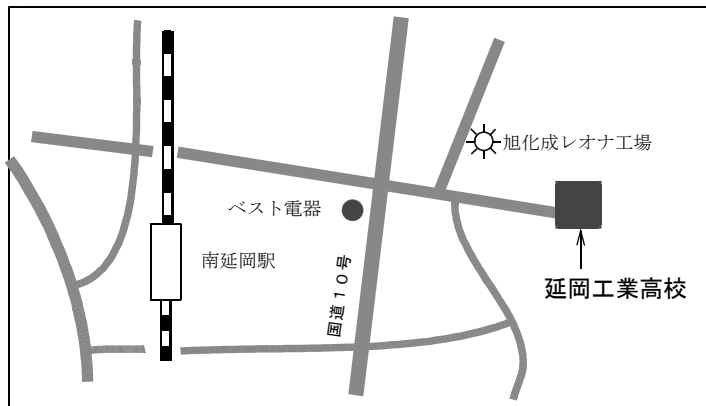 旭化成レオナ工場
ベスト電器
南延岡駅
国道１０号
延岡工業高校